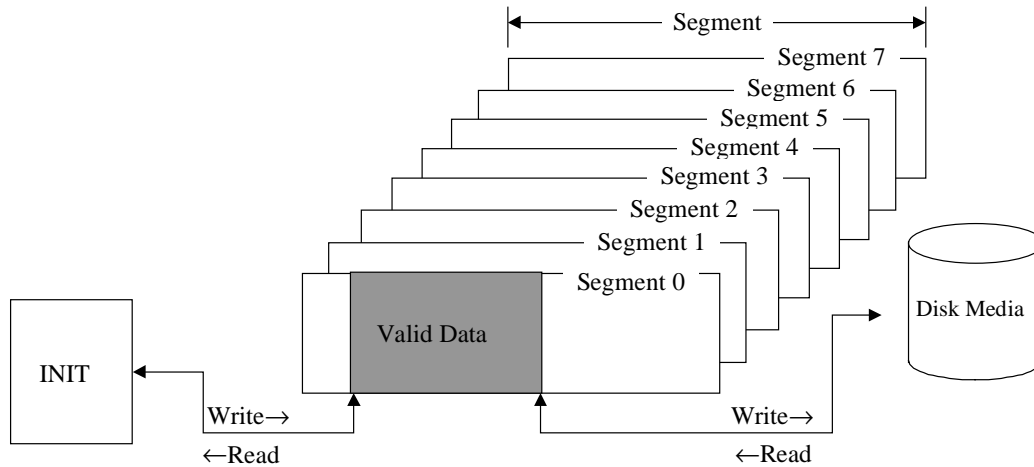 Segment
Segment 7
Segment 6
Segment 5
Segment 4
Segment 3
Segment 2
Segment 1
Segment 0
Valid Data
Disk Media
INIT
Write→
←Read
Write→
←Read